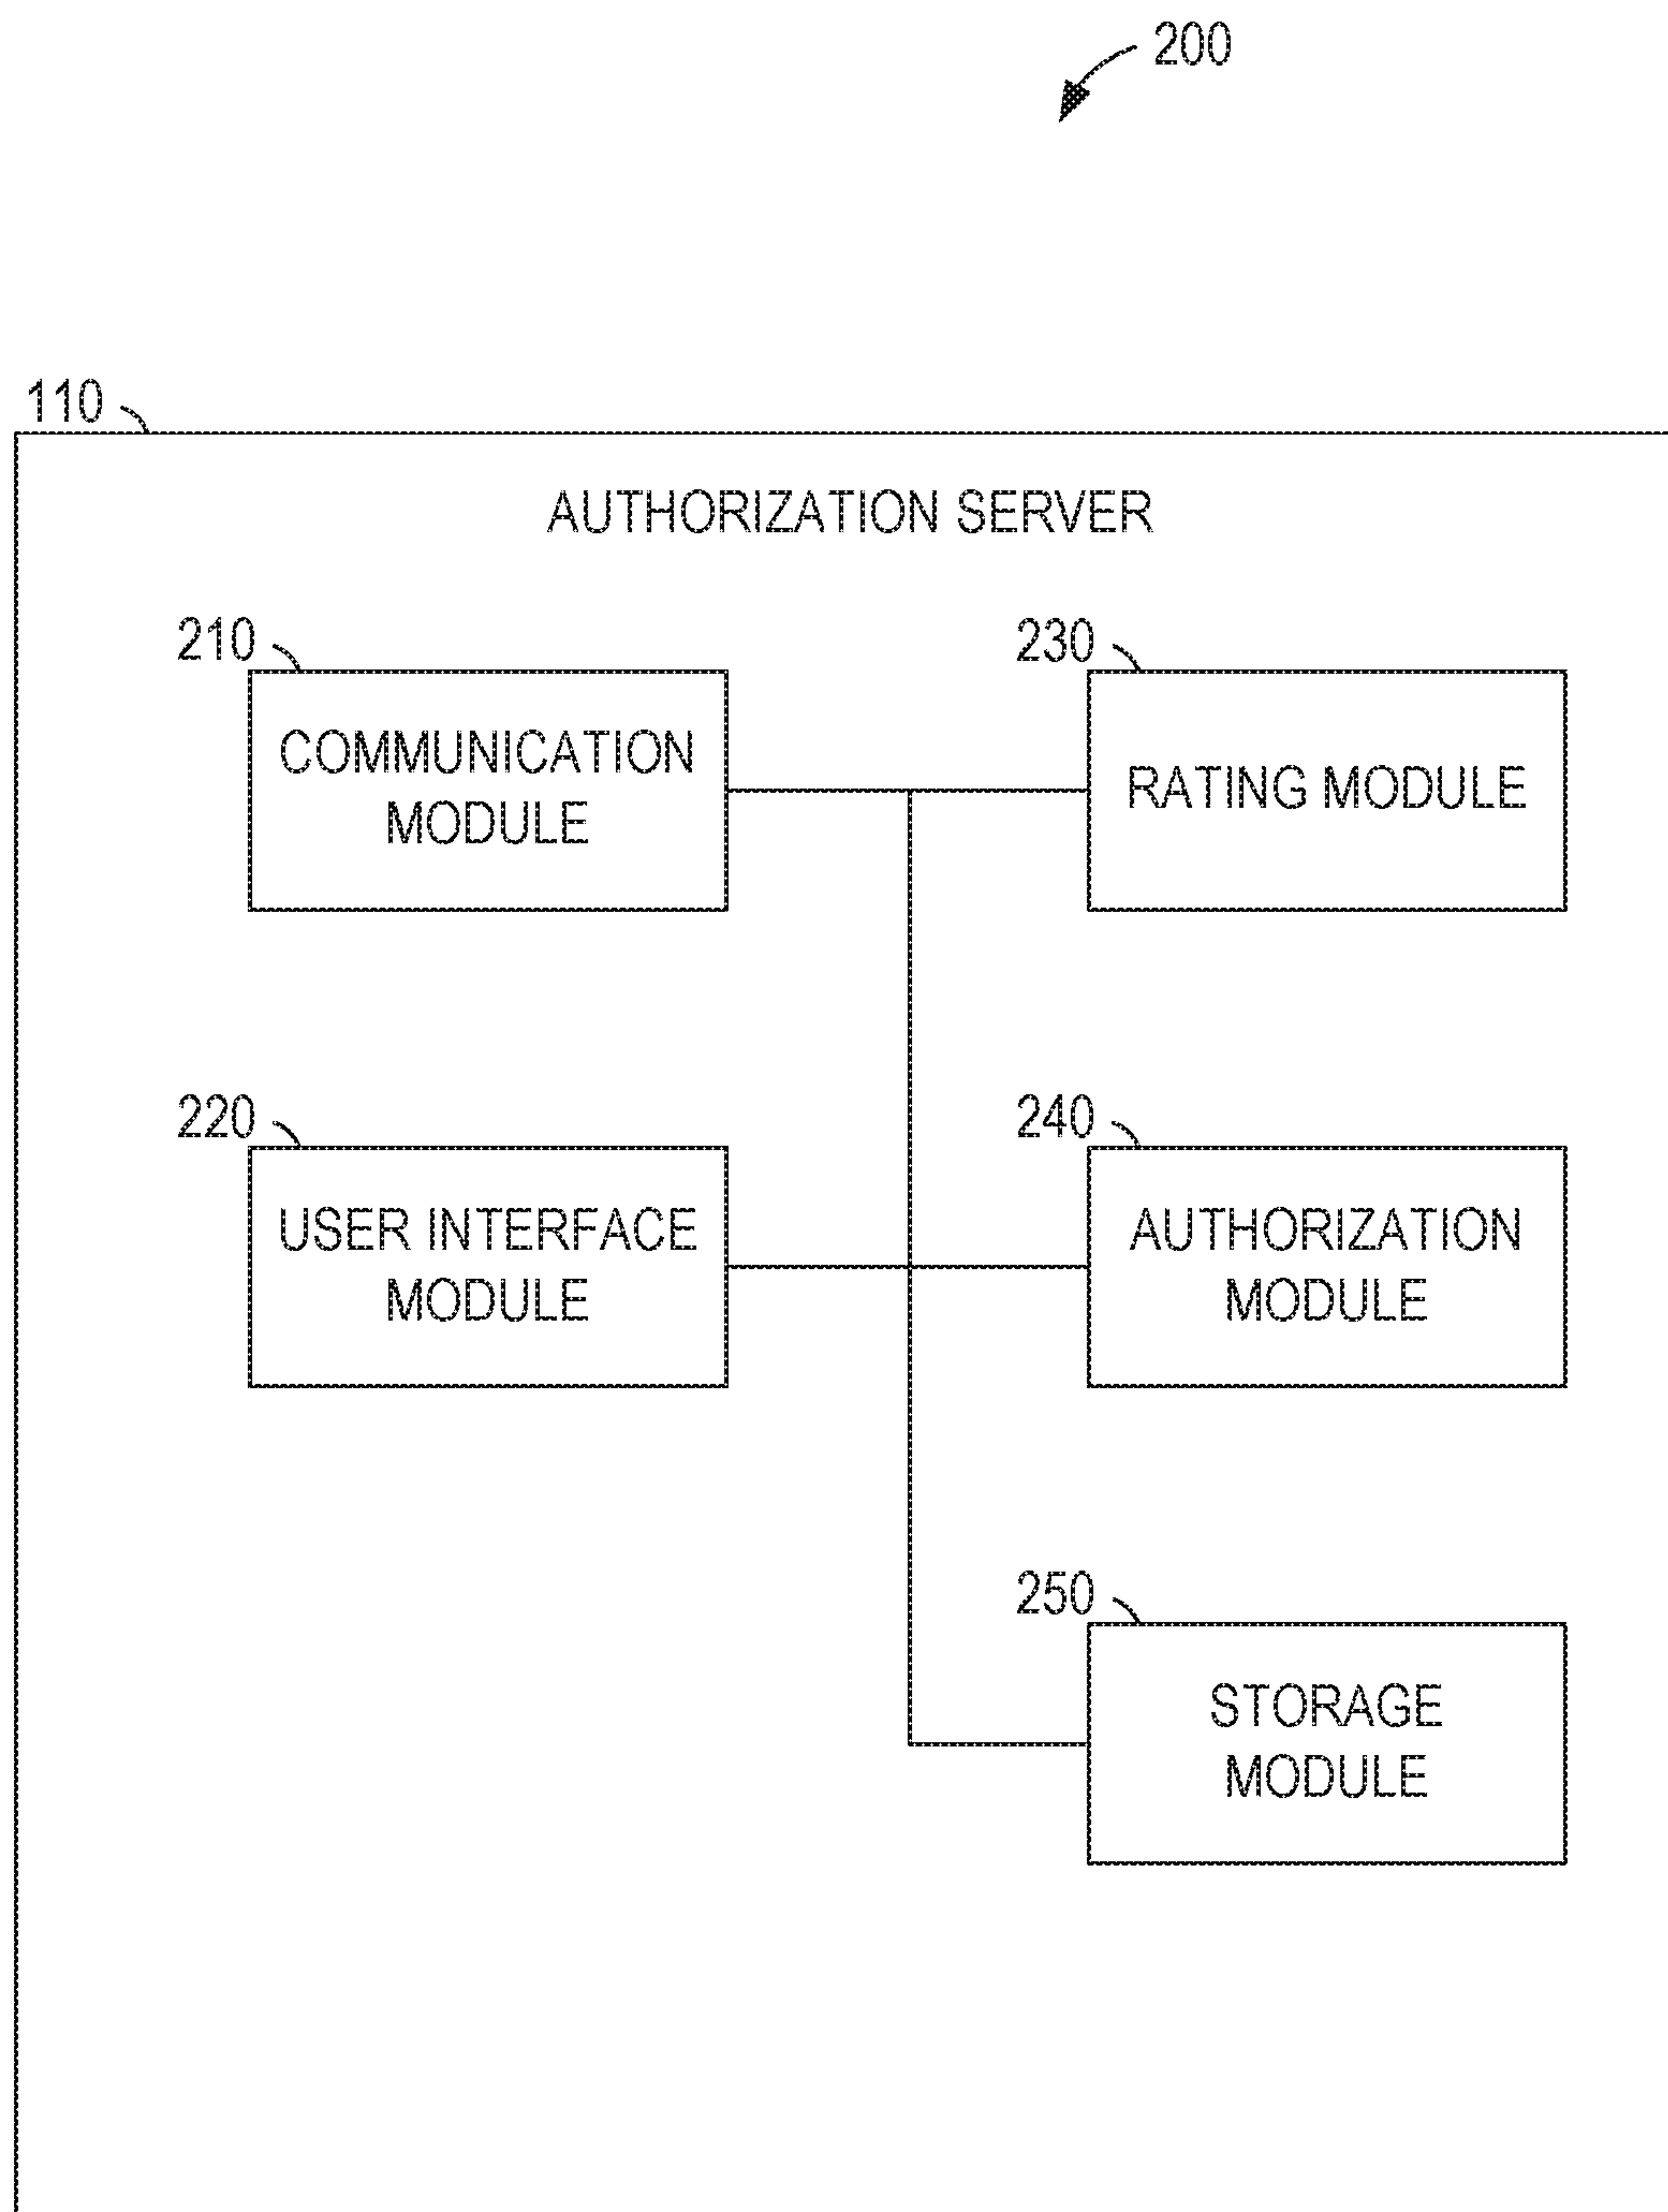 200
110
AUTHORIZATION SERVER
210
230
COMMUNICATION
MODULE
RATING MODULE
220
240
USER INTERFACE
MODULE
AUTHORIZATION
MODULE
250
STORAGE
MODULE